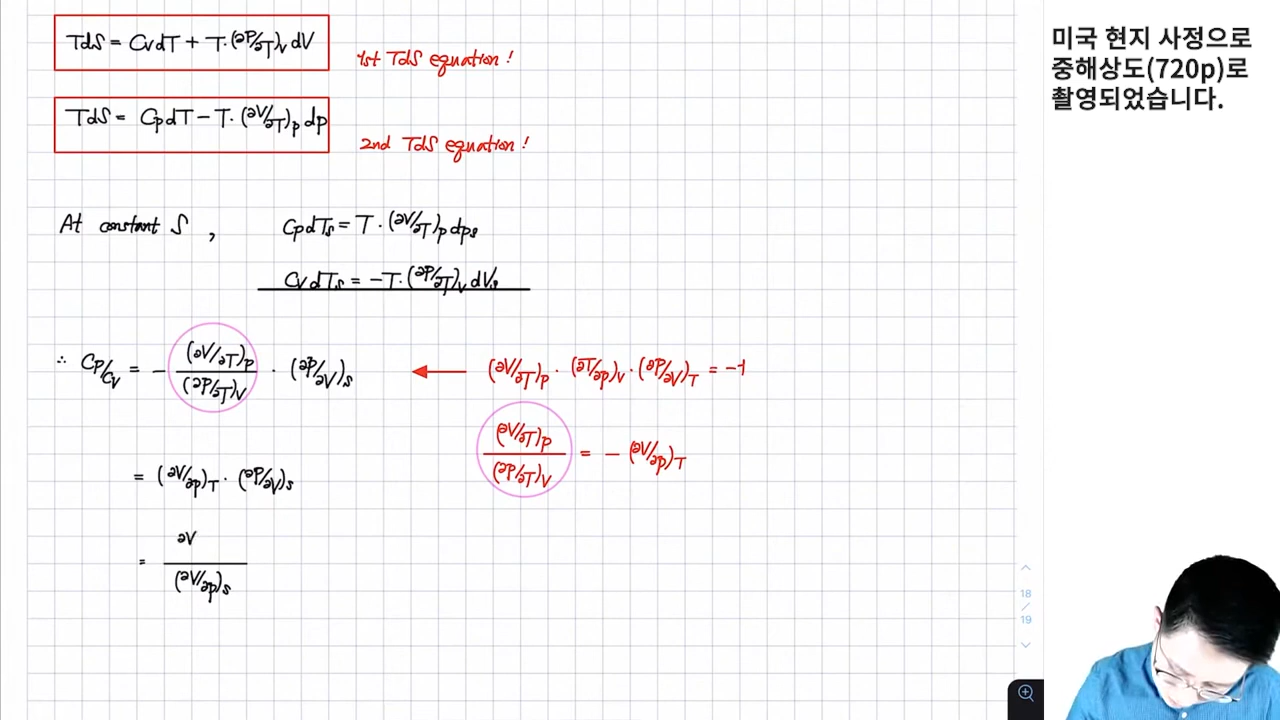 TdS = CvdT + T·(∂P/∂T)v dV
1st TdS equation!
TdS = CpdT − T·(∂V/∂T)p dp
2nd TdS equation!
At constant S, CpdTs = T·(∂V/∂T)p dps
CvdTs = −T·(∂P/∂T)v dVs
∴ CP/CV = − (∂V/∂T)p / (∂P/∂T)V · (∂P/∂V)s ← (∂V/∂T)p · (∂T/∂p)V · (∂P/∂V)T = −1
(∂V/∂T)p / (∂P/∂T)V = − (∂V/∂p)T
= (∂V/∂p)T · (∂P/∂V)s
= ∂V / (∂V/∂p)s
미국 현지 사정으로
중해상도(720p)로
촬영되었습니다.
18
/
19